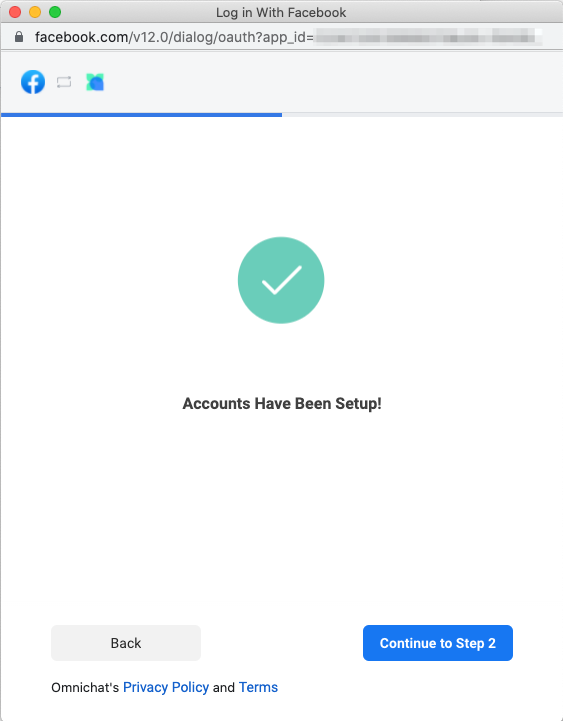 Log in With Facebook
facebook.com/v12.0/dialog/oauth?app_id=
Accounts Have Been Setup!
Back
Continue to Step 2
Omnichat's Privacy Policy and Terms